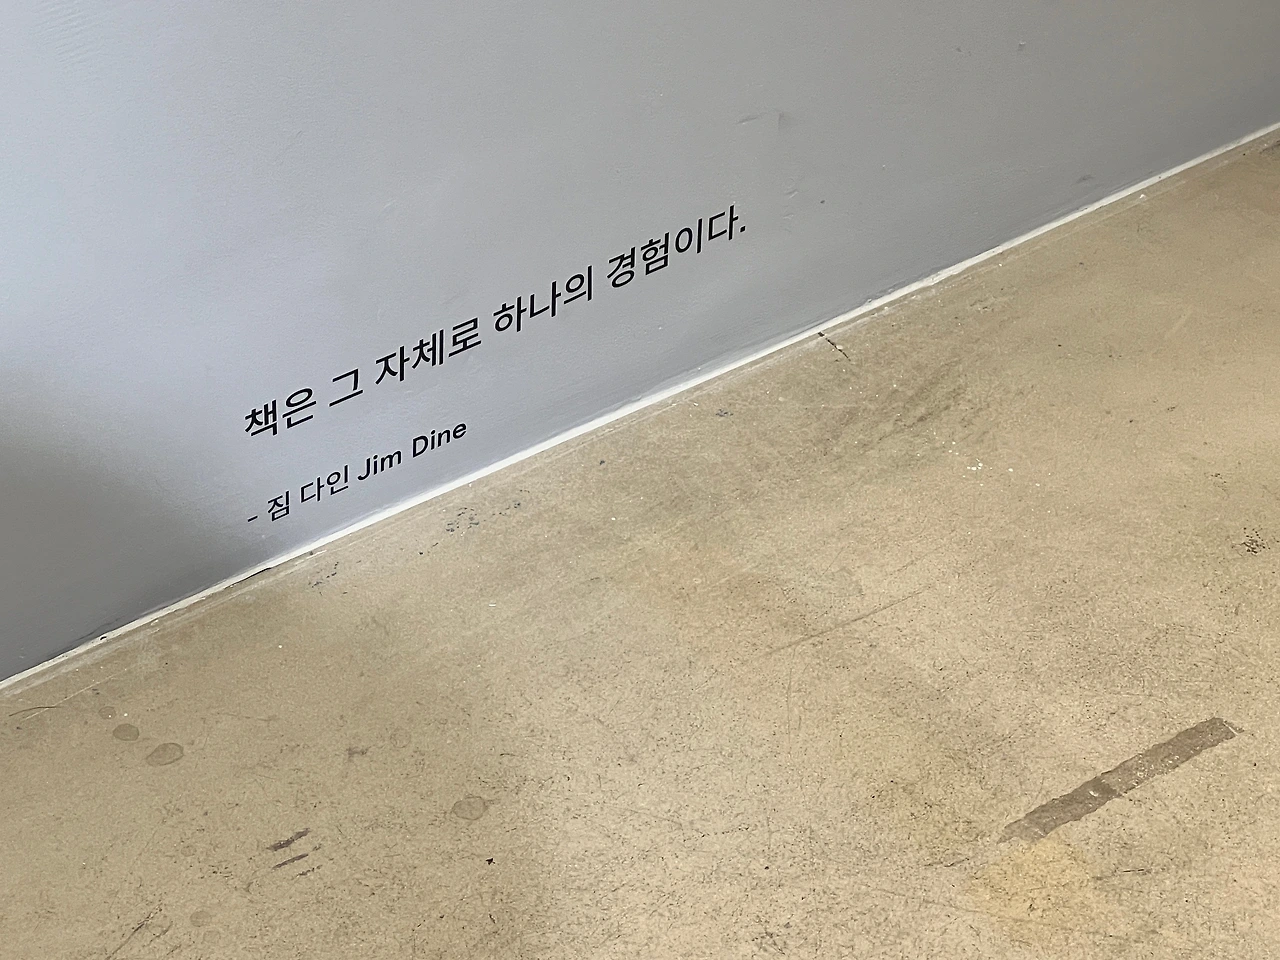 책은 그 자체로 하나의 경험이다.
- 짐 다인 Jim Dine